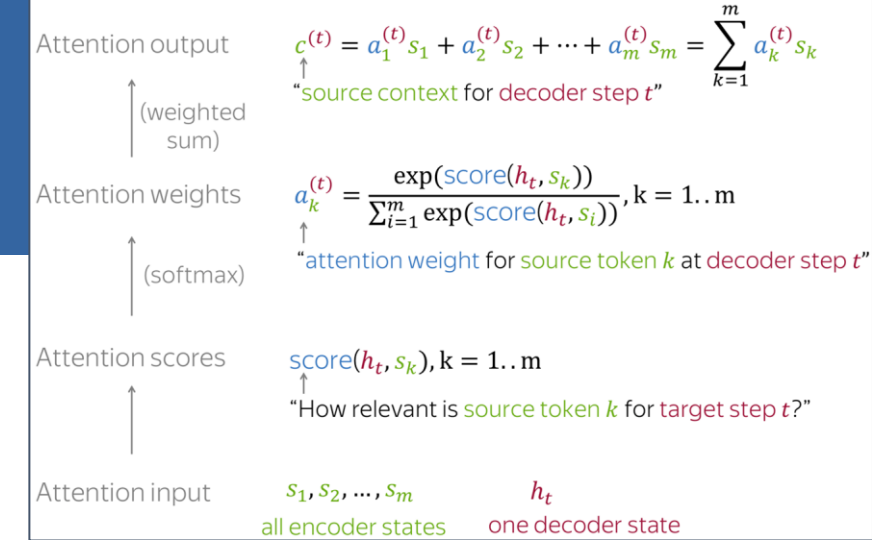 Attention output c^(t) = a_1^(t) s_1 + a_2^(t) s_2 + ⋯ + a_m^(t) s_m = ∑_{k=1}^{m} a_k^(t) s_k
"source context for decoder step t"
(weighted
sum)
Attention weights a_k^(t) = exp(score(h_t, s_k)) / ∑_{i=1}^{m} exp(score(h_t, s_i)), k = 1..m
"attention weight for source token k at decoder step t"
(softmax)
Attention scores score(h_t, s_k), k = 1..m
"How relevant is source token k for target step t?"
Attention input s_1, s_2, …, s_m h_t
all encoder states one decoder state